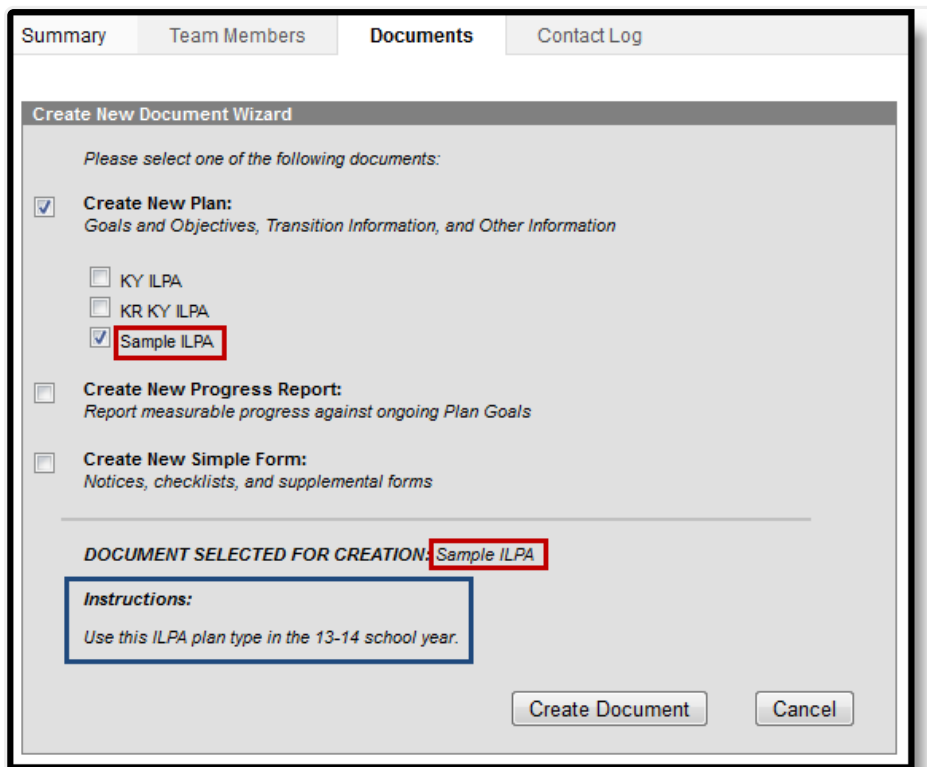 Summary Team Members Documents Contact Log
Create New Document Wizard
Please select one of the following documents:
Create New Plan:
Goals and Objectives, Transition Information, and Other Information
KY ILPA
KR KY ILPA
Sample ILPA
Create New Progress Report:
Report measurable progress against ongoing Plan Goals
Create New Simple Form:
Notices, checklists, and supplemental forms
DOCUMENT SELECTED FOR CREATION: Sample ILPA
Instructions:
Use this ILPA plan type in the 13-14 school year.
Create Document Cancel